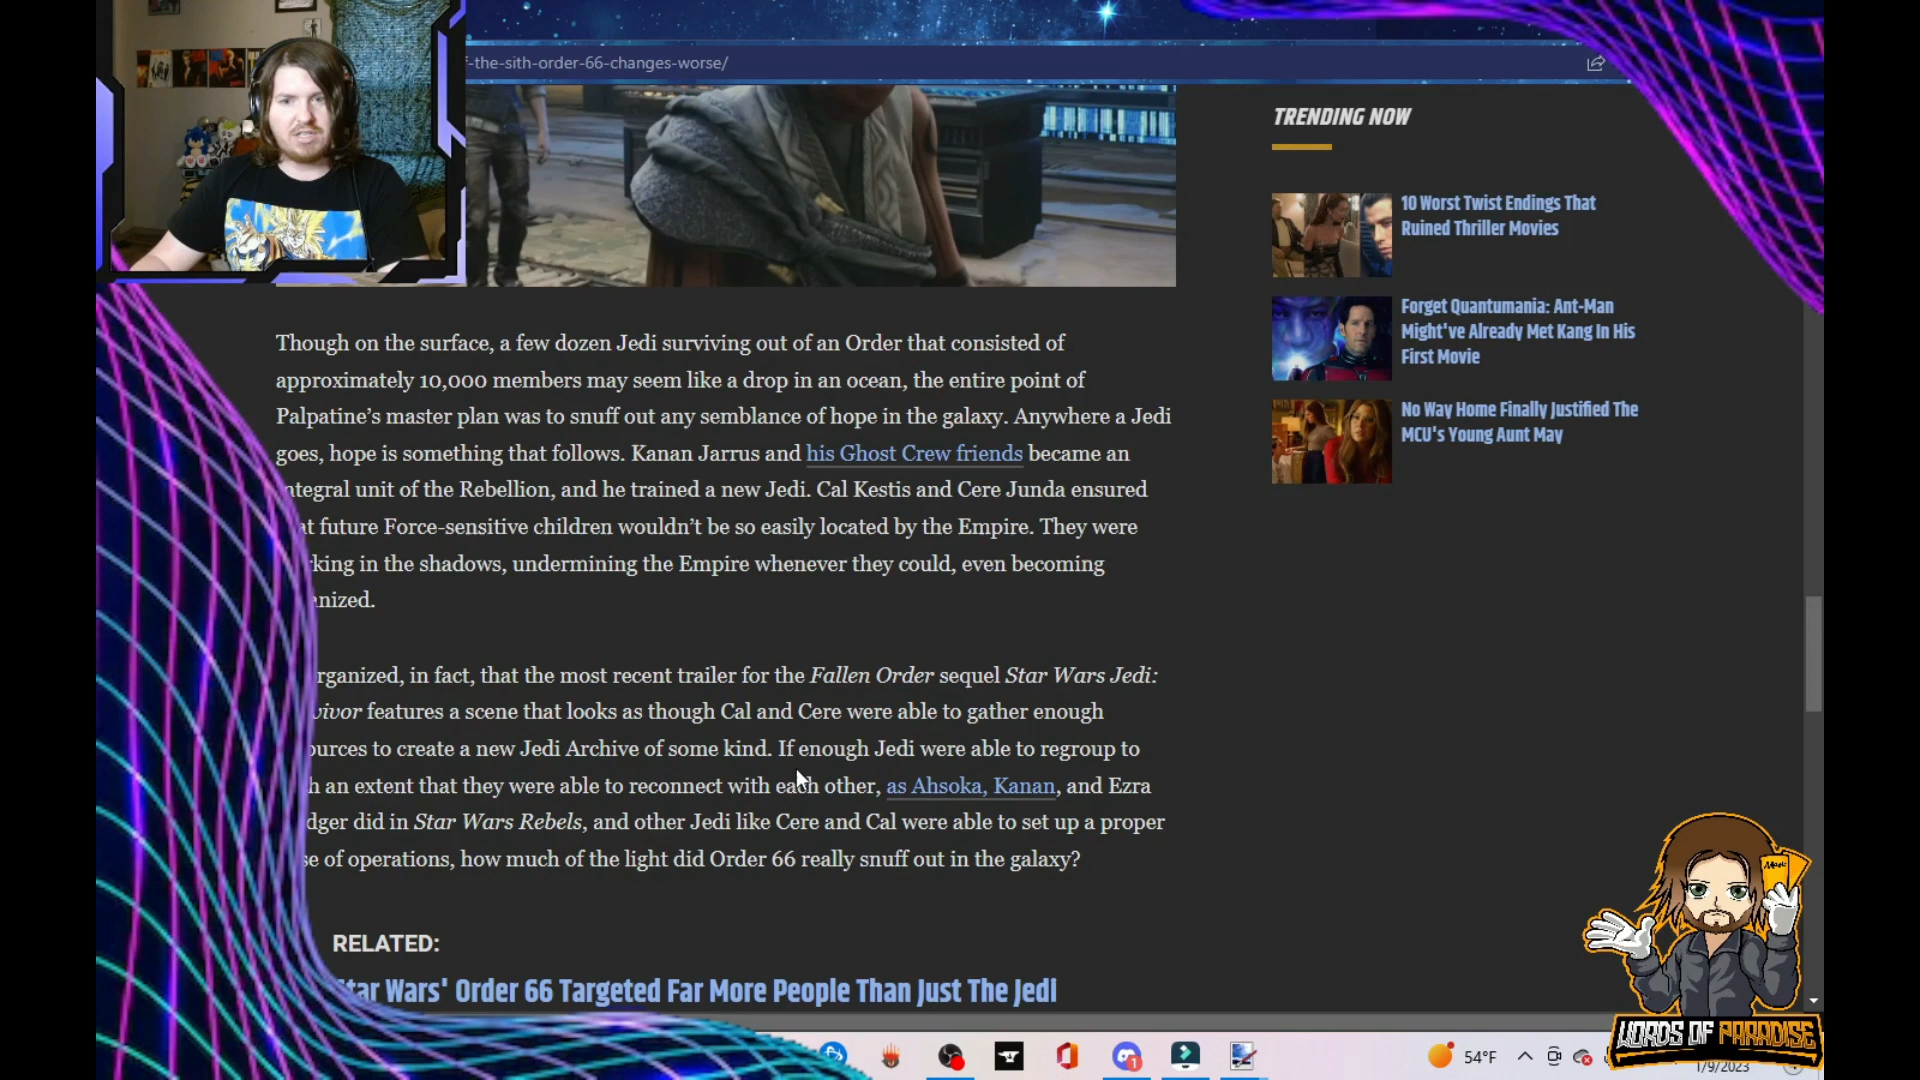 f-the-sith-order-66-changes-worse/
TRENDING NOW
10 Worst Twist Endings That
Ruined Thriller Movies
Forget Quantumania: Ant-Man
Might've Already Met Kang In His
First Movie
No Way Home Finally Justified The
MCU's Young Aunt May
Though on the surface, a few dozen Jedi surviving out of an Order that consisted of
approximately 10,000 members may seem like a drop in an ocean, the entire point of
Palpatine's master plan was to snuff out any semblance of hope in the galaxy. Anywhere a Jedi
goes, hope is something that follows. Kanan Jarrus and his Ghost Crew friends became an
ntegral unit of the Rebellion, and he trained a new Jedi. Cal Kestis and Cere Junda ensured
at future Force-sensitive children wouldn't be so easily located by the Empire. They were
king in the shadows, undermining the Empire whenever they could, even becoming
nized.
rganized, in fact, that the most recent trailer for the Fallen Order sequel Star Wars Jedi:
vivor features a scene that looks as though Cal and Cere were able to gather enough
ources to create a new Jedi Archive of some kind. If enough Jedi were able to regroup to
h an extent that they were able to reconnect with each other, as Ahsoka, Kanan, and Ezra
dger did in Star Wars Rebels, and other Jedi like Cere and Cal were able to set up a proper
se of operations, how much of the light did Order 66 really snuff out in the galaxy?
RELATED:
Star Wars' Order 66 Targeted Far More People Than Just The Jedi
Magic
WORDS OF PARADISE
54°F
1/9/2023
1